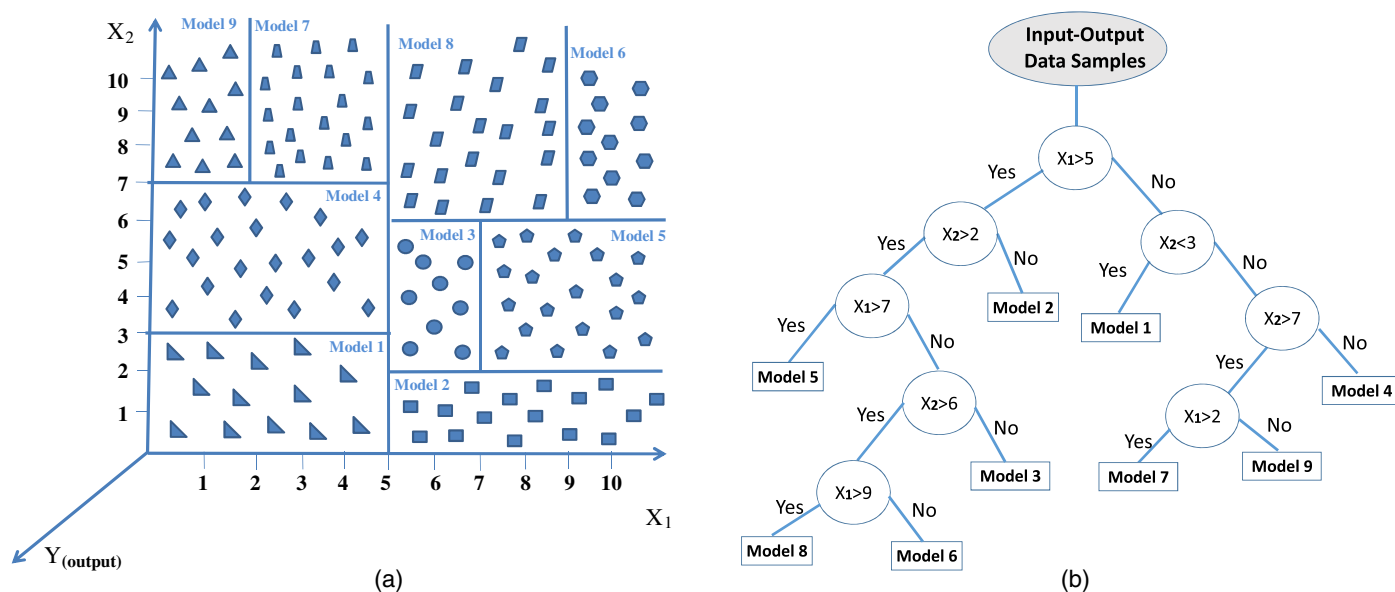 X2
Model 9
Model 7
Model 8
Model 6
10
9
8
7
Model 4
6
Model 3
Model 5
5
4
3
Model 1
2
Model 2
1
1 2 3 4 5 6 7 8 9 10
X1
Y(output)
(a)
Input-Output
Data Samples
X1>5
Yes
No
X2>2
X2<3
Yes
No
Yes
No
X1>7
Model 2
Model 1
X2>7
Yes
No
Yes
No
Model 5
X2>6
Model 4
X1>2
Yes
No
Yes
No
Model 3
Model 7
Model 9
X1>9
Yes
No
Model 8
Model 6
(b)